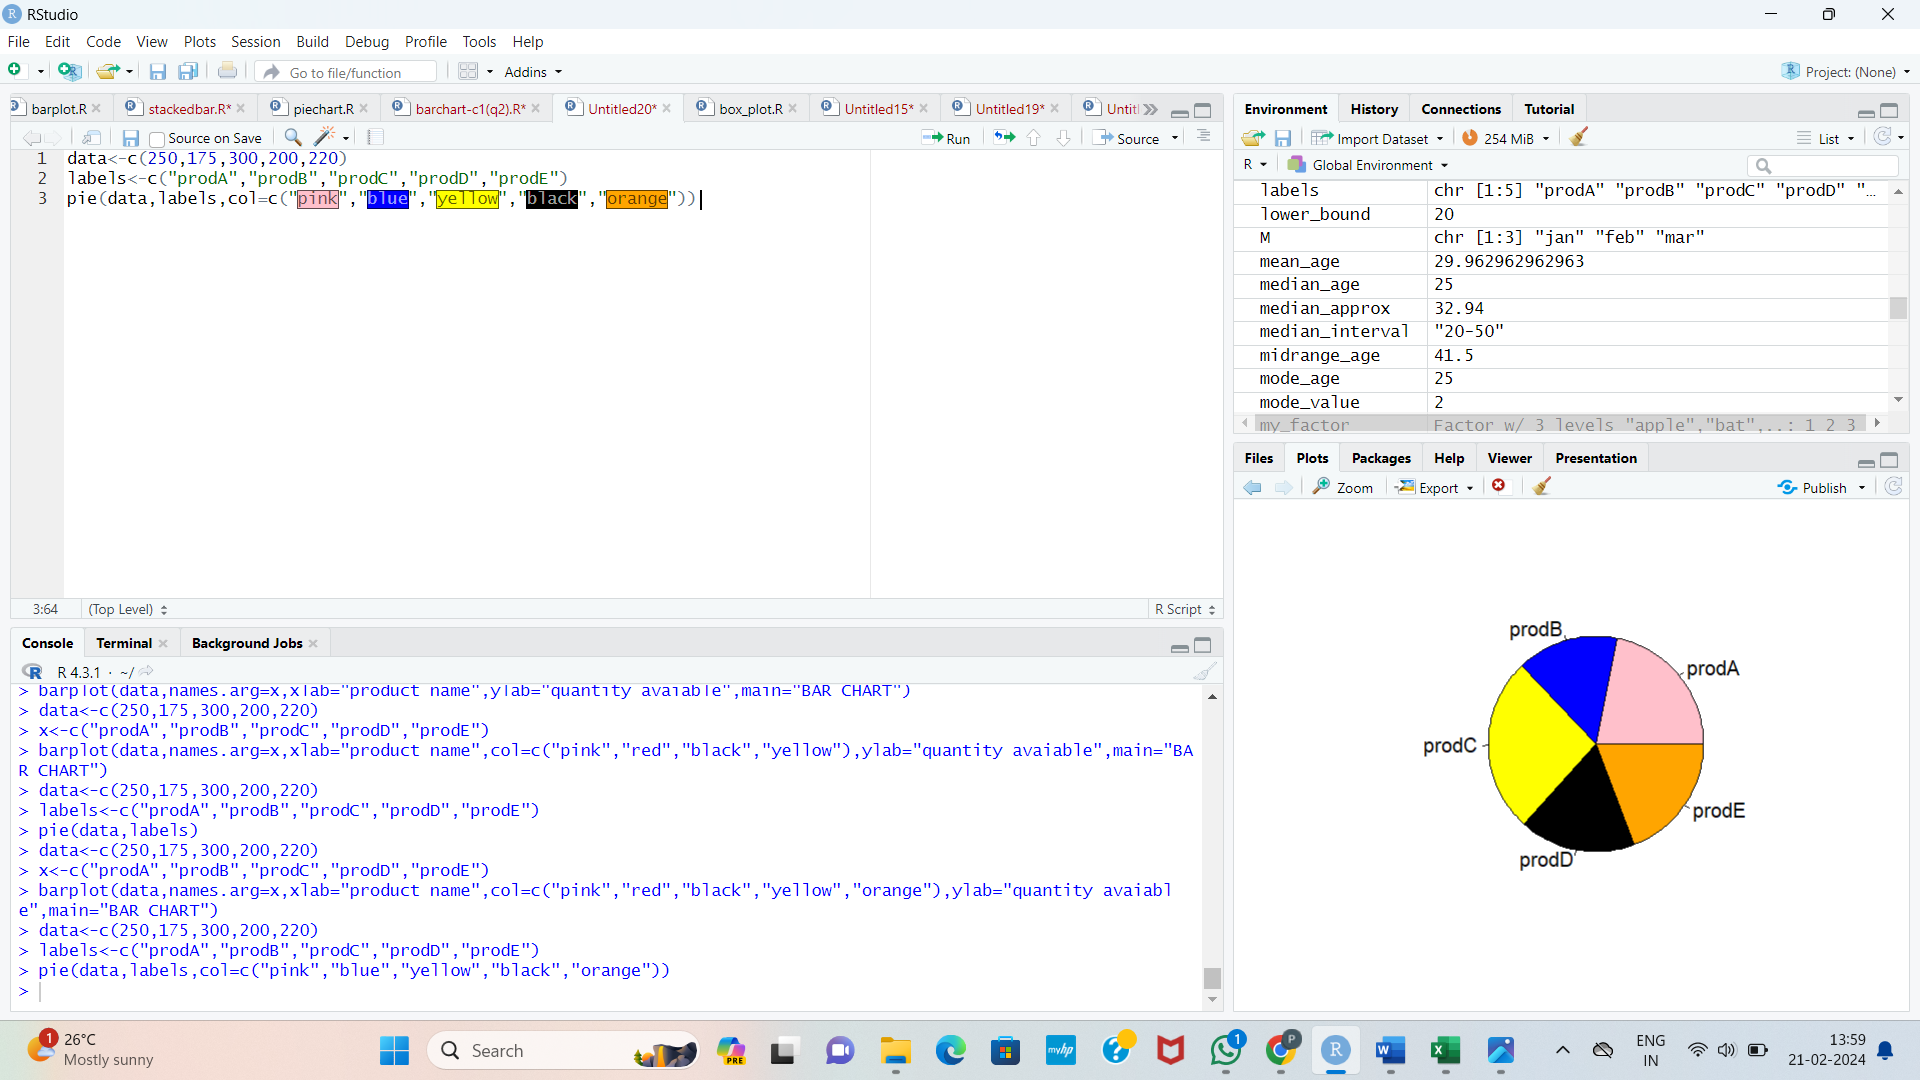 RStudio
File Edit Code View Plots Session Build Debug Profile Tools Help
Go to file/function Addins Project: (None)
barplot.R stackedbar.R* piechart.R barchart-c1(q2).R* Untitled20* box_plot.R Untitled15* Untitled19* Untit
Source on Save Run Source
1 data<-c(250,175,300,200,220)
2 labels<-c("prodA","prodB","prodC","prodD","prodE")
3 pie(data,labels,col=c("pink","blue","yellow","black","orange"))
3:64 (Top Level) R Script
Environment History Connections Tutorial
Import Dataset 254 MiB List
R Global Environment
labels chr [1:5] "prodA" "prodB" "prodC" "prodD" "...
lower_bound 20
M chr [1:3] "jan" "feb" "mar"
mean_age 29.962962962963
median_age 25
median_approx 32.94
median_interval "20-50"
midrange_age 41.5
mode_age 25
mode_value 2
my_factor Factor w/ 3 levels "apple","bat",..: 1 2 3
Console Terminal Background Jobs
R 4.3.1 · ~/
> barplot(data,names.arg=x,xlab="product name",ylab="quantity avaiable",main="BAR CHART")
> data<-c(250,175,300,200,220)
> x<-c("prodA","prodB","prodC","prodD","prodE")
> barplot(data,names.arg=x,xlab="product name",col=c("pink","red","black","yellow"),ylab="quantity avaiable",main="BA
R CHART")
> data<-c(250,175,300,200,220)
> labels<-c("prodA","prodB","prodC","prodD","prodE")
> pie(data,labels)
> data<-c(250,175,300,200,220)
> x<-c("prodA","prodB","prodC","prodD","prodE")
> barplot(data,names.arg=x,xlab="product name",col=c("pink","red","black","yellow","orange"),ylab="quantity avaiabl
e",main="BAR CHART")
> data<-c(250,175,300,200,220)
> labels<-c("prodA","prodB","prodC","prodD","prodE")
> pie(data,labels,col=c("pink","blue","yellow","black","orange"))
>
Files Plots Packages Help Viewer Presentation
Zoom Export Publish
prodB
prodA
prodC
prodE
prodD
1 26°C
Mostly sunny
Search
PRE
myhp
1
P
R
W
X
ENG
IN
13:59
21-02-2024